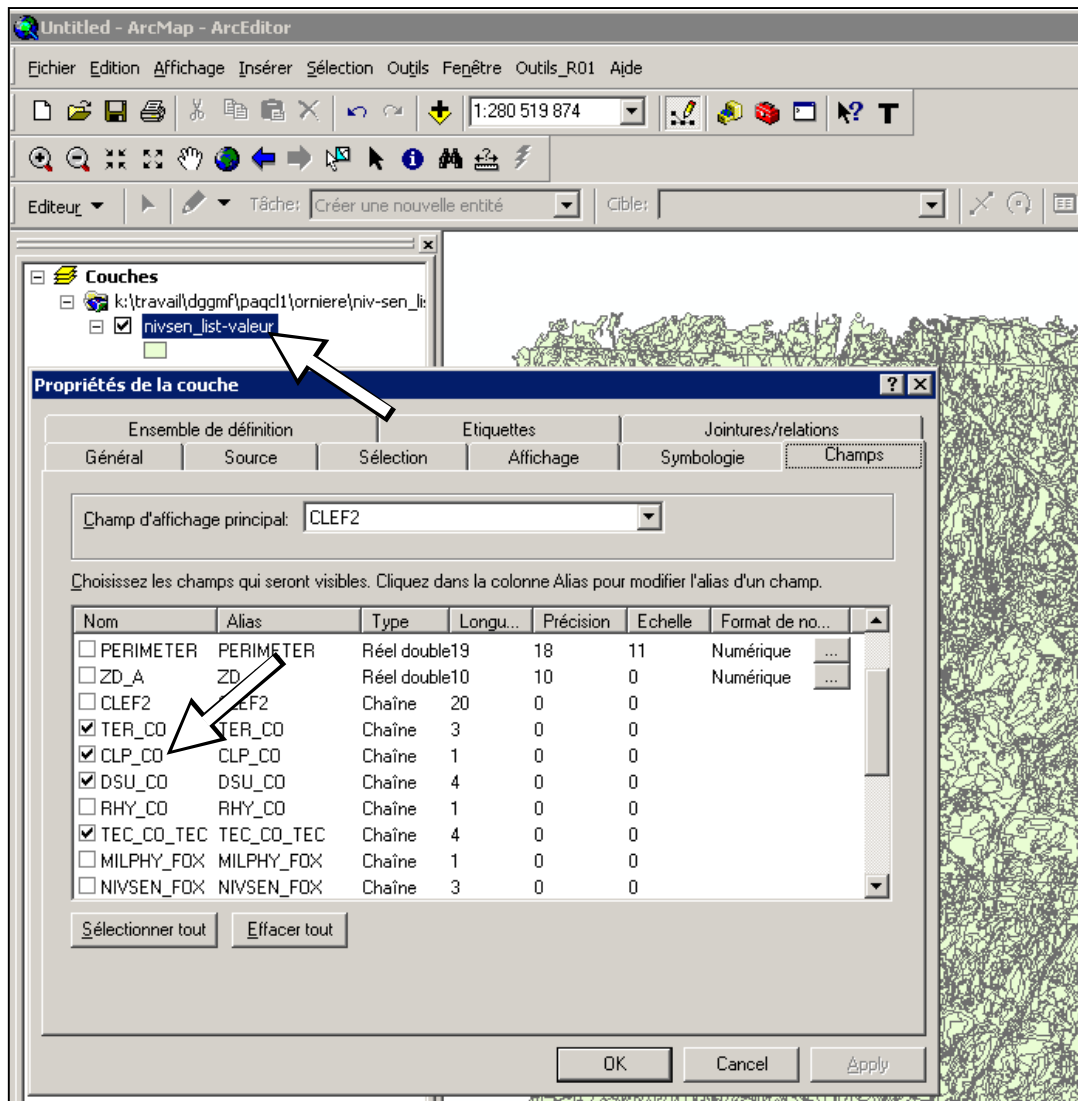 Untitled - ArcMap - ArcEditor
Fichier Edition Affichage Insérer Sélection Outils Fenêtre Outils_R01 Aide
1:280 519 874
Editeur Tâche: Créer une nouvelle entité Cible:
Couches
k:\travail\dggmf\paqcl1\orniere\niv-sen_lis
nivsen_list-valeur
Propriétés de la couche
Ensemble de définition Etiquettes Jointures/relations
Général Source Sélection Affichage Symbologie Champs
Champ d'affichage principal: CLEF2
Choisissez les champs qui seront visibles. Cliquez dans la colonne Alias pour modifier l'alias d'un champ.
Nom Alias Type Longu... Précision Echelle Format de no...
PERIMETER PERIMETER Réel double 19 18 11 Numérique ...
ZD_A ZD_ Réel double 10 10 0 Numérique ...
CLEF2 CLEF2 Chaîne 20 0 0
TER_CO TER_CO Chaîne 3 0 0
CLP_CO CLP_CO Chaîne 1 0 0
DSU_CO DSU_CO Chaîne 4 0 0
RHY_CO RHY_CO Chaîne 1 0 0
TEC_CO_TEC TEC_CO_TEC Chaîne 4 0 0
MILPHY_FOX MILPHY_FOX Chaîne 1 0 0
NIVSEN_FOX NIVSEN_FOX Chaîne 3 0 0
Sélectionner tout Effacer tout
OK Cancel Apply